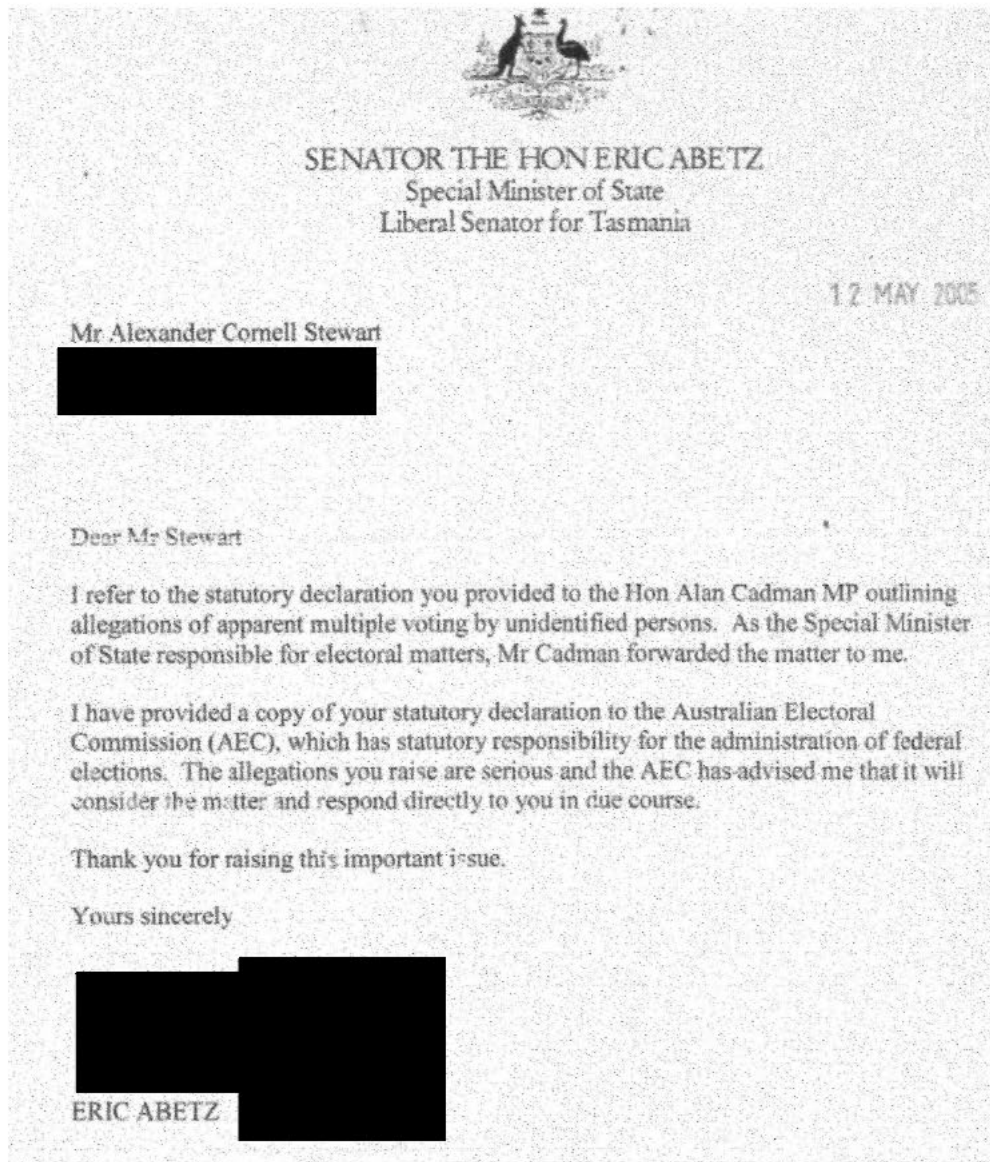 SENATOR THE HON ERIC ABETZ
Special Minister of State
Liberal Senator for Tasmania
12 MAY 2005
Mr Alexander Cornell Stewart
Dear Mr Stewart
I refer to the statutory declaration you provided to the Hon Alan Cadman MP outlining
allegations of apparent multiple voting by unidentified persons. As the Special Minister
of State responsible for electoral matters, Mr Cadman forwarded the matter to me.
I have provided a copy of your statutory declaration to the Australian Electoral
Commission (AEC), which has statutory responsibility for the administration of federal
elections. The allegations you raise are serious and the AEC has advised me that it will
consider the matter and respond directly to you in due course.
Thank you for raising this important issue.
Yours sincerely
ERIC ABETZ